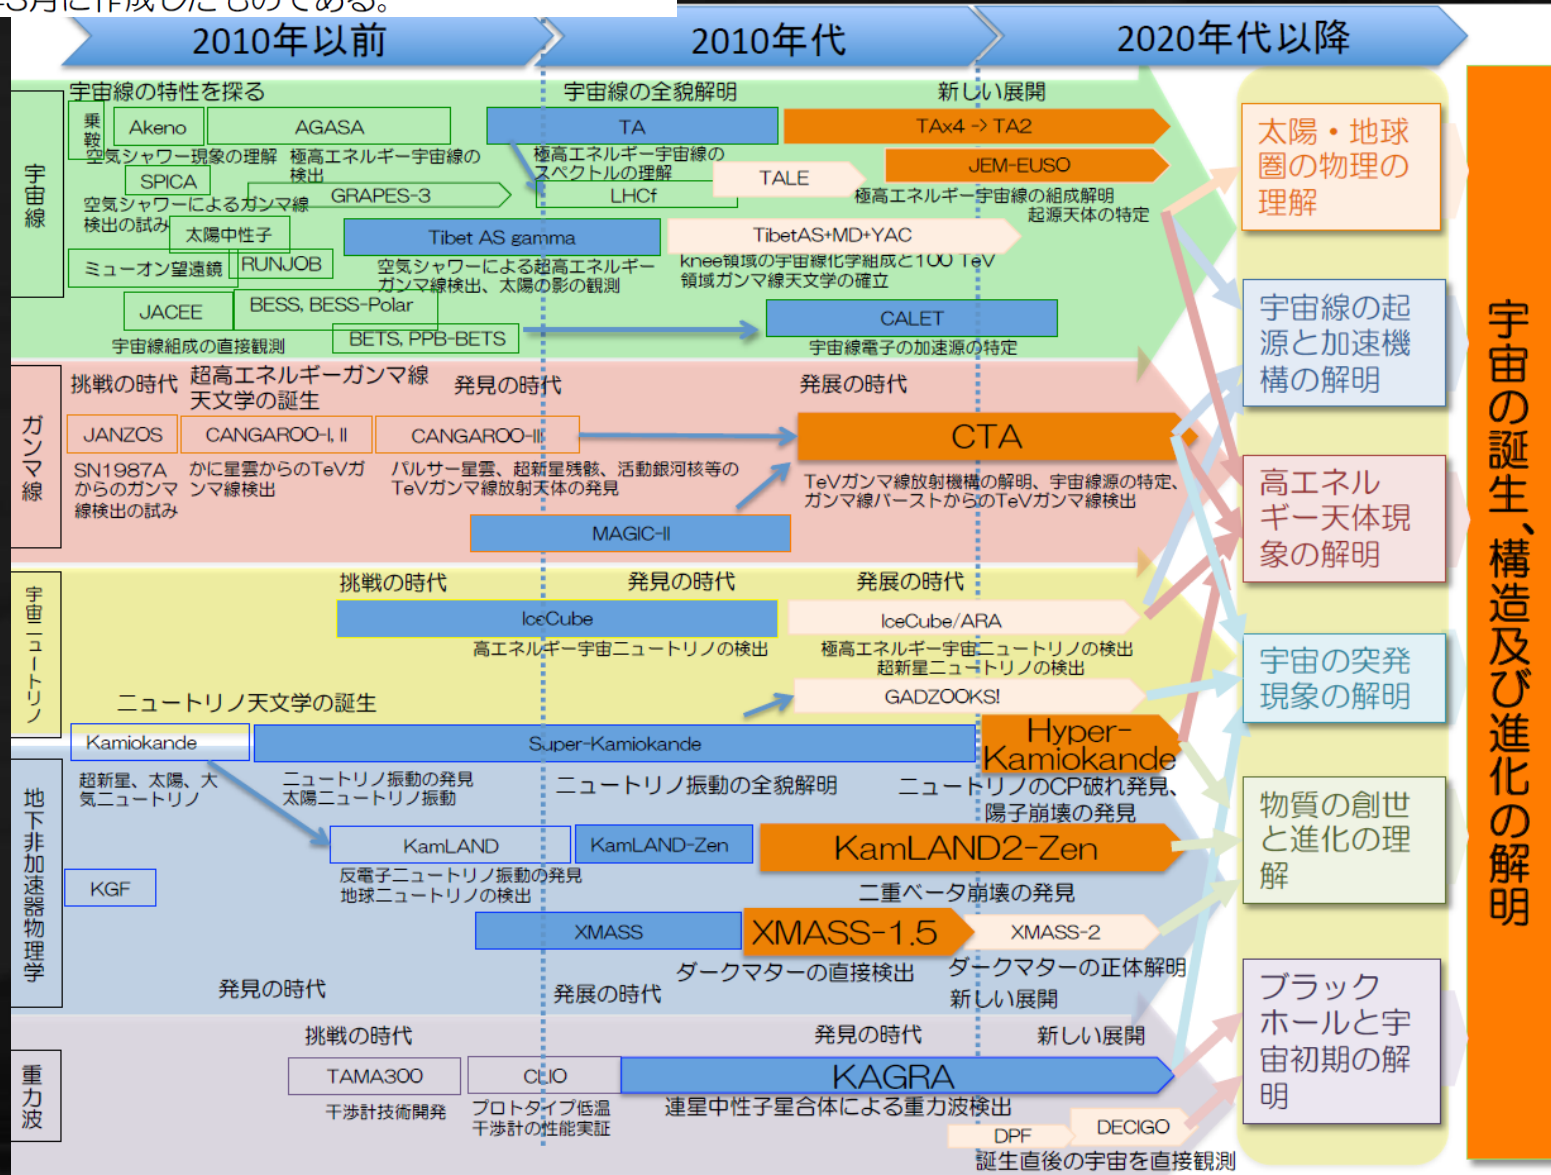 年3月に作成したものである。
2010年以前
2010年代
2020年代以降
宇宙線
宇宙線の特性を探る
宇宙線の全貌解明
新しい展開
乗鞍
Akeno
AGASA
TA
TAx4 -> TA2
空気シャワー現象の理解
極高エネルギー宇宙線の
検出
極高エネルギー宇宙線の
スペクトルの理解
TALE
JEM-EUSO
SPICA
GRAPES-3
LHCf
極高エネルギー宇宙線の組成解明
起源天体の特定
空気シャワーによるガンマ線
検出の試み
太陽中性子
Tibet AS gamma
TibetAS+MD+YAC
ミューオン望遠鏡
RUNJOB
空気シャワーによる超高エネルギー
ガンマ線検出、太陽の影の観測
knee領域の宇宙線化学組成と100 TeV
領域ガンマ線天文学の確立
JACEE
BESS, BESS-Polar
CALET
宇宙線組成の直接観測
BETS, PPB-BETS
宇宙線電子の加速源の特定
ガンマ線
挑戦の時代
超高エネルギーガンマ線
天文学の誕生
発見の時代
発展の時代
JANZOS
CANGAROO-I, II
CANGAROO-III
CTA
SN1987A
からのガンマ
線検出の試み
かに星雲からのTeVガ
ンマ線検出
パルサー星雲、超新星残骸、活動銀河核等の
TeVガンマ線放射天体の発見
TeVガンマ線放射機構の解明、宇宙線源の特定、
ガンマ線バーストからのTeVガンマ線検出
MAGIC-II
宇宙ニュートリノ
挑戦の時代
発見の時代
発展の時代
IceCube
IceCube/ARA
高エネルギー宇宙ニュートリノの検出
極高エネルギー宇宙ニュートリノの検出
超新星ニュートリノの検出
ニュートリノ天文学の誕生
GADZOOKS!
Kamiokande
Super-Kamiokande
Hyper-
Kamiokande
地下非加速器物理学
超新星、太陽、大
気ニュートリノ
ニュートリノ振動の発見
太陽ニュートリノ振動
ニュートリノ振動の全貌解明
ニュートリノのCP破れ発見、
陽子崩壊の発見
KamLAND
KamLAND-Zen
KamLAND2-Zen
KGF
反電子ニュートリノ振動の発見
地球ニュートリノの検出
二重ベータ崩壊の発見
XMASS
XMASS-1.5
XMASS-2
ダークマターの直接検出
ダークマターの正体解明
発見の時代
発展の時代
新しい展開
重力波
挑戦の時代
発見の時代
新しい展開
TAMA300
CLIO
KAGRA
干渉計技術開発
プロトタイプ低温
干渉計の性能実証
連星中性子星合体による重力波検出
DPF
DECIGO
誕生直後の宇宙を直接観測
太陽・地球
圏の物理の
理解
宇宙線の起
源と加速機
構の解明
高エネル
ギー天体現
象の解明
宇宙の突発
現象の解明
物質の創世
と進化の理
解
ブラック
ホールと宇
宙初期の解
明
宇宙の誕生、構造及び進化の解明